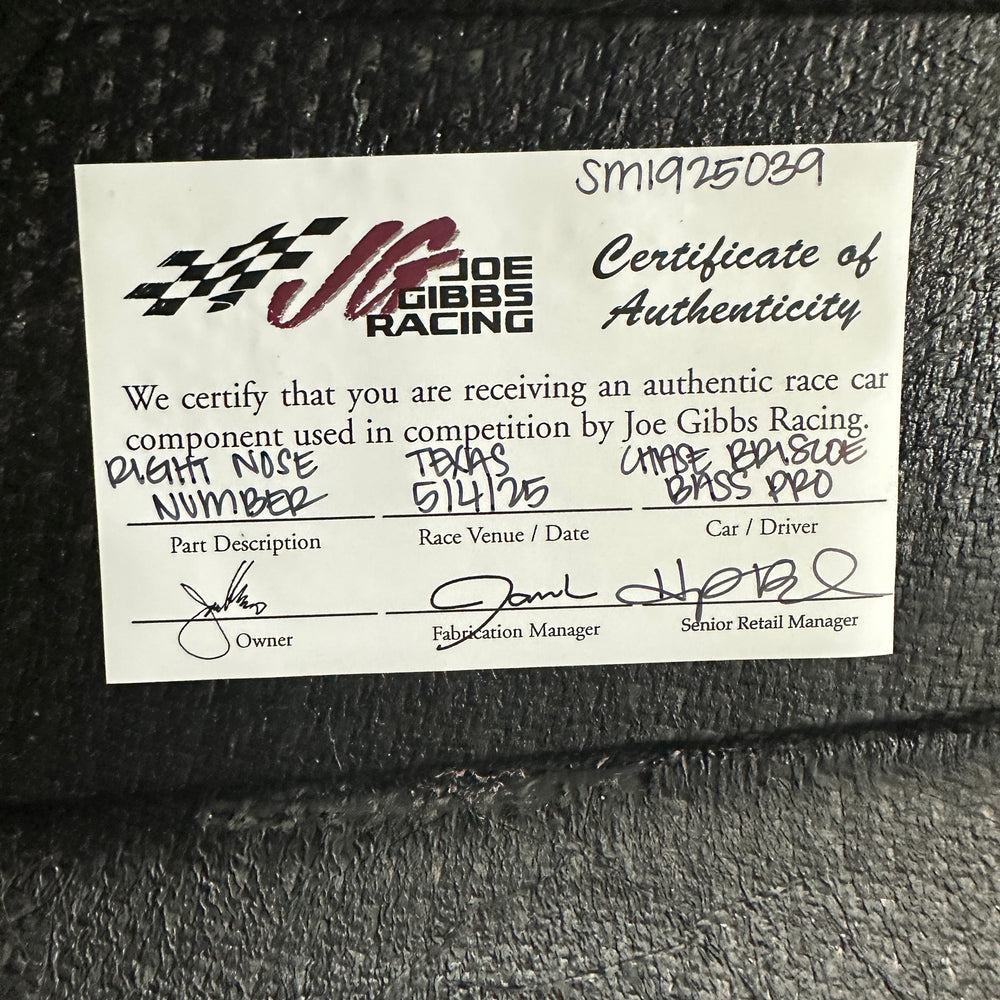 SM1925039
JG JOE
GIBBS
RACING
Certificate of
Authenticity
We certify that you are receiving an authentic race car
component used in competition by Joe Gibbs Racing.
RIGHT NOSE
NUMBER
Part Description
TEXAS
5/4/25
Race Venue / Date
CHASE BRISCOE
BASS PRO
Car / Driver
Owner
Fabrication Manager
Senior Retail Manager